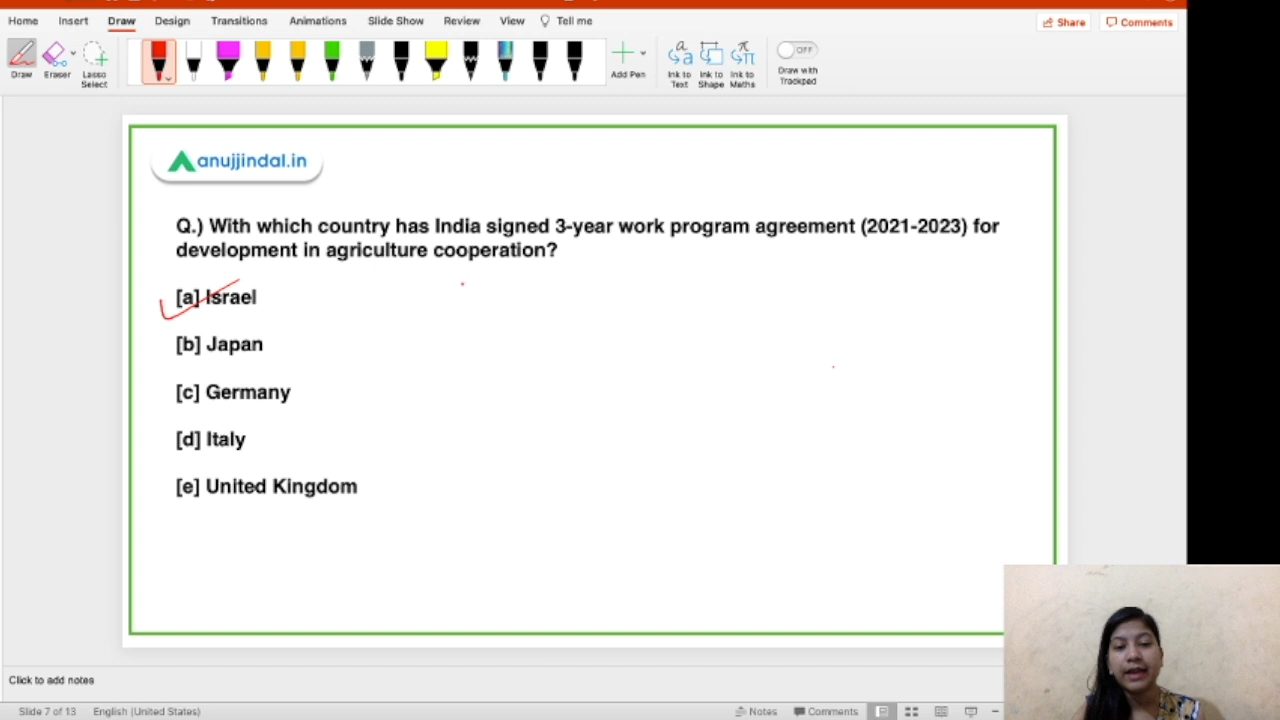 Home Insert Draw Design Transitions Animations Slide Show Review View Tell me Share Comments
Draw Eraser Lasso Select Add Pen Ink to Text Ink to Shape Ink to Maths OFF Draw with Trackpad
anujjindal.in
Q.) With which country has India signed 3-year work program agreement (2021-2023) for
development in agriculture cooperation?
[a] Israel
[b] Japan
[c] Germany
[d] Italy
[e] United Kingdom
Click to add notes
Slide 7 of 13 English (United States) Notes Comments